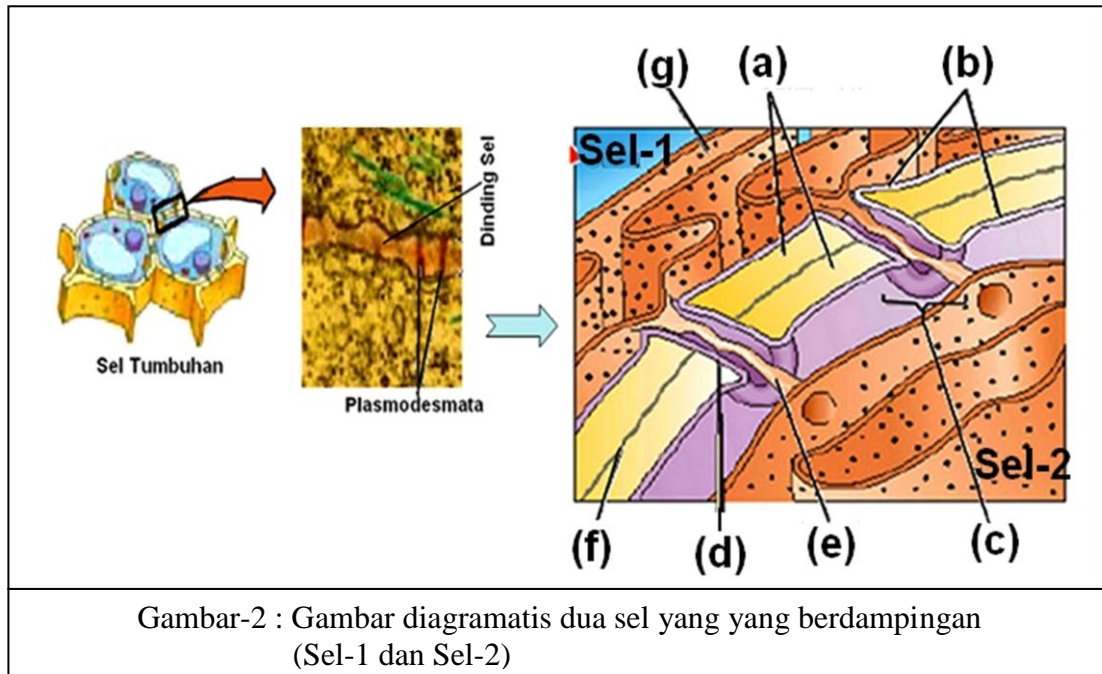 (g) (a) (b)
Sel-1
Dinding Sel
Sel Tumbuhan
Plasmodesmata
Sel-2
(f) (d) (e) (c)
Gambar-2 : Gambar diagramatis dua sel yang yang berdampingan
(Sel-1 dan Sel-2)